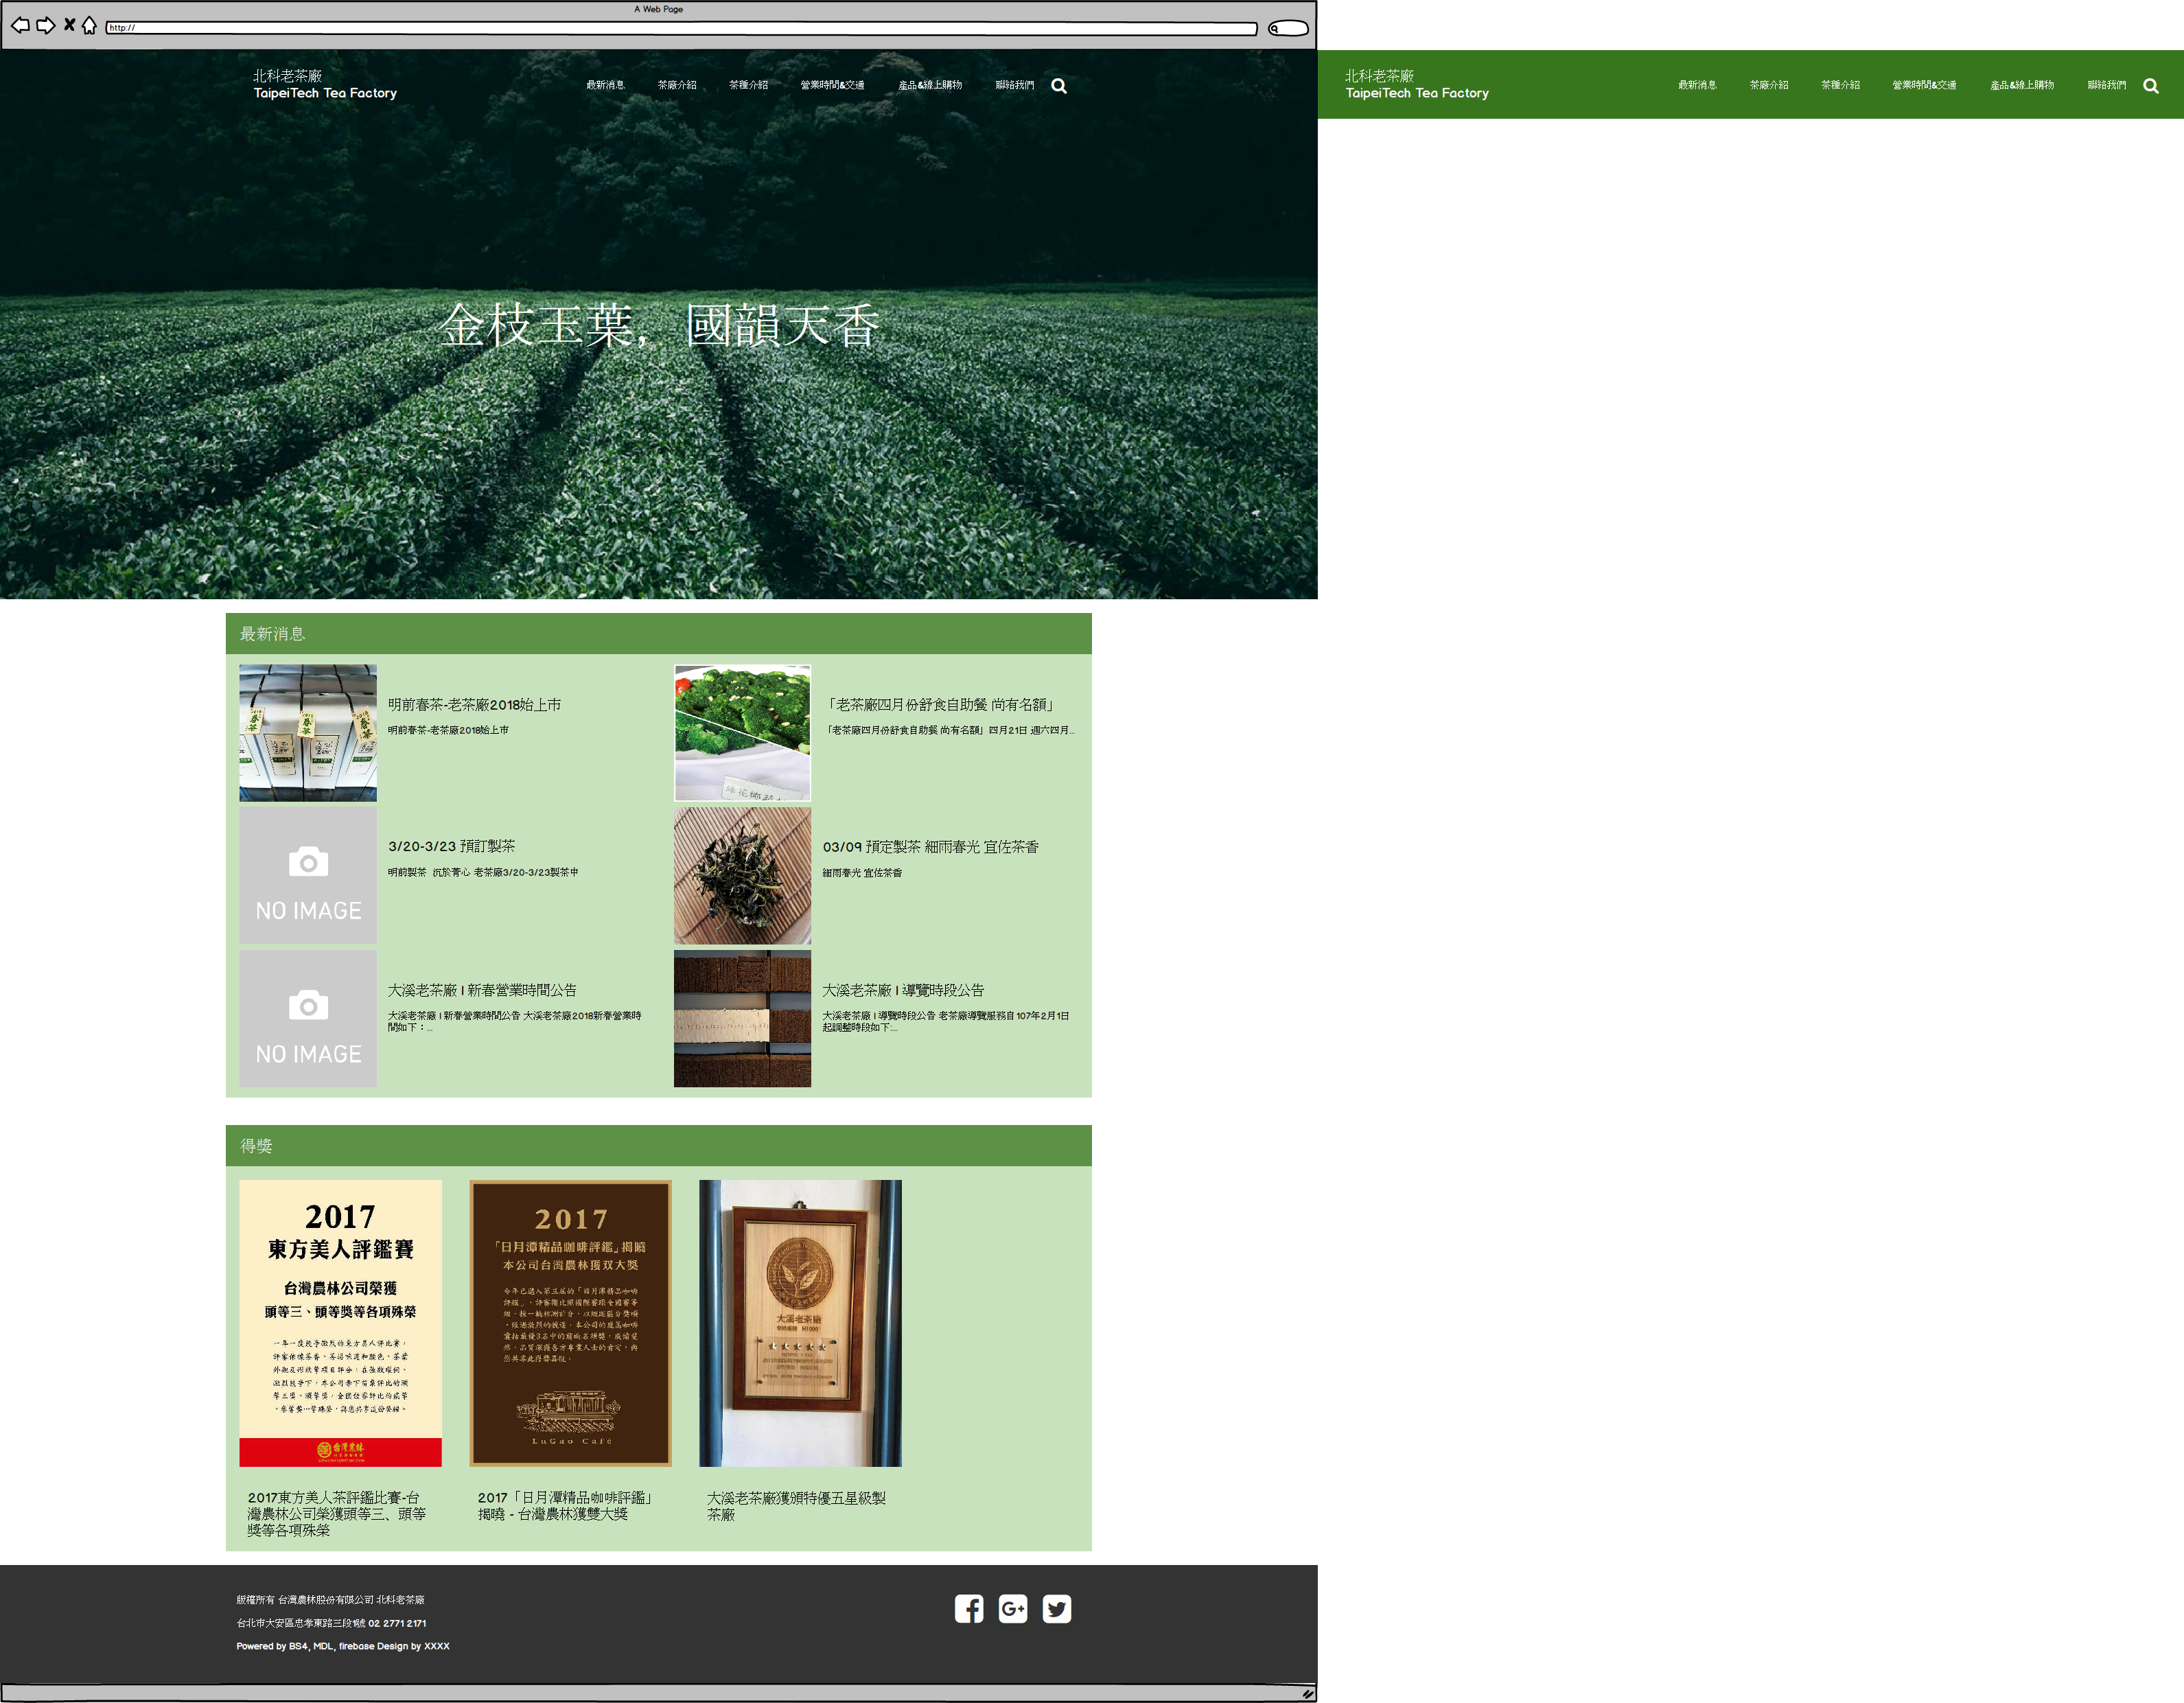 A Web Page
http://
北科老茶廠
TaipeiTech Tea Factory
最新消息
茶廠介紹
茶種介紹
營業時間&交通
產品&線上購物
聯絡我們
北科老茶廠
TaipeiTech Tea Factory
最新消息
茶廠介紹
茶種介紹
營業時間&交通
產品&線上購物
聯絡我們
金枝玉葉，國韻天香
最新消息
春茶
春茶
春茶
明前春茶-老茶廠2018始上市
明前春茶-老茶廠2018始上市
「老茶廠四月份舒食自助餐 尚有名額」
「老茶廠四月份舒食自助餐 尚有名額」四月21日 週六四月...
NO IMAGE
3/20-3/23 預訂製茶
明前製茶 沉於菁心 老茶廠3/20-3/23製茶中
03/09 預定製茶 細雨春光 宜佐茶香
細雨春光 宜佐茶香
NO IMAGE
大溪老茶廠 | 新春營業時間公告
大溪老茶廠 | 新春營業時間公告 大溪老茶廠2018新春營業時
間如下：...
大溪老茶廠 | 導覽時段公告
大溪老茶廠 | 導覽時段公告 老茶廠導覽服務自107年2月1日
起調整時段如下:...
得獎
2017
東方美人評鑑賽
台灣農林公司榮獲
頭等三、頭等獎等各項殊榮
台灣農林
2017
「日月潭精品咖啡評鑑」揭曉
本公司台灣農林獲双大獎
LuGao Café
大溪老茶廠
2017東方美人茶評鑑比賽-台
灣農林公司榮獲頭等三、頭等
獎等各項殊榮
2017「日月潭精品咖啡評鑑」
揭曉 - 台灣農林獲雙大獎
大溪老茶廠獲頒特優五星級製
茶廠
版權所有 台灣農林股份有限公司 北科老茶廠
台北市大安區忠孝東路三段1號 02 2771 2171
Powered by BS4, MDL, firebase Design by XXXX